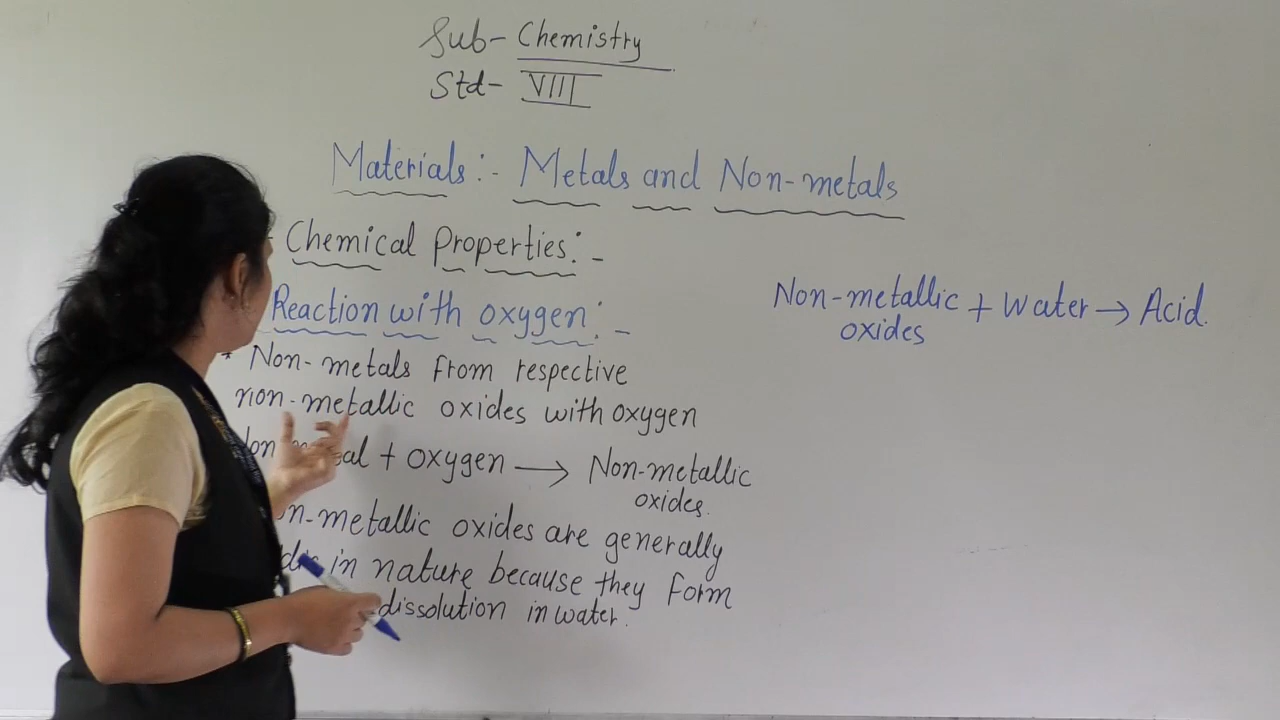 Sub- Chemistry
Std- VIII
Materials:- Metals and Non-metals
Chemical Properties:-
Reaction with oxygen:-
* Non-metals from respective
non-metallic oxides with oxygen
+ oxygen → Non-metallic
oxides.
metallic oxides are generally
in nature because they form
dissolution in water.
Non-metallic + Water → Acid.
oxides